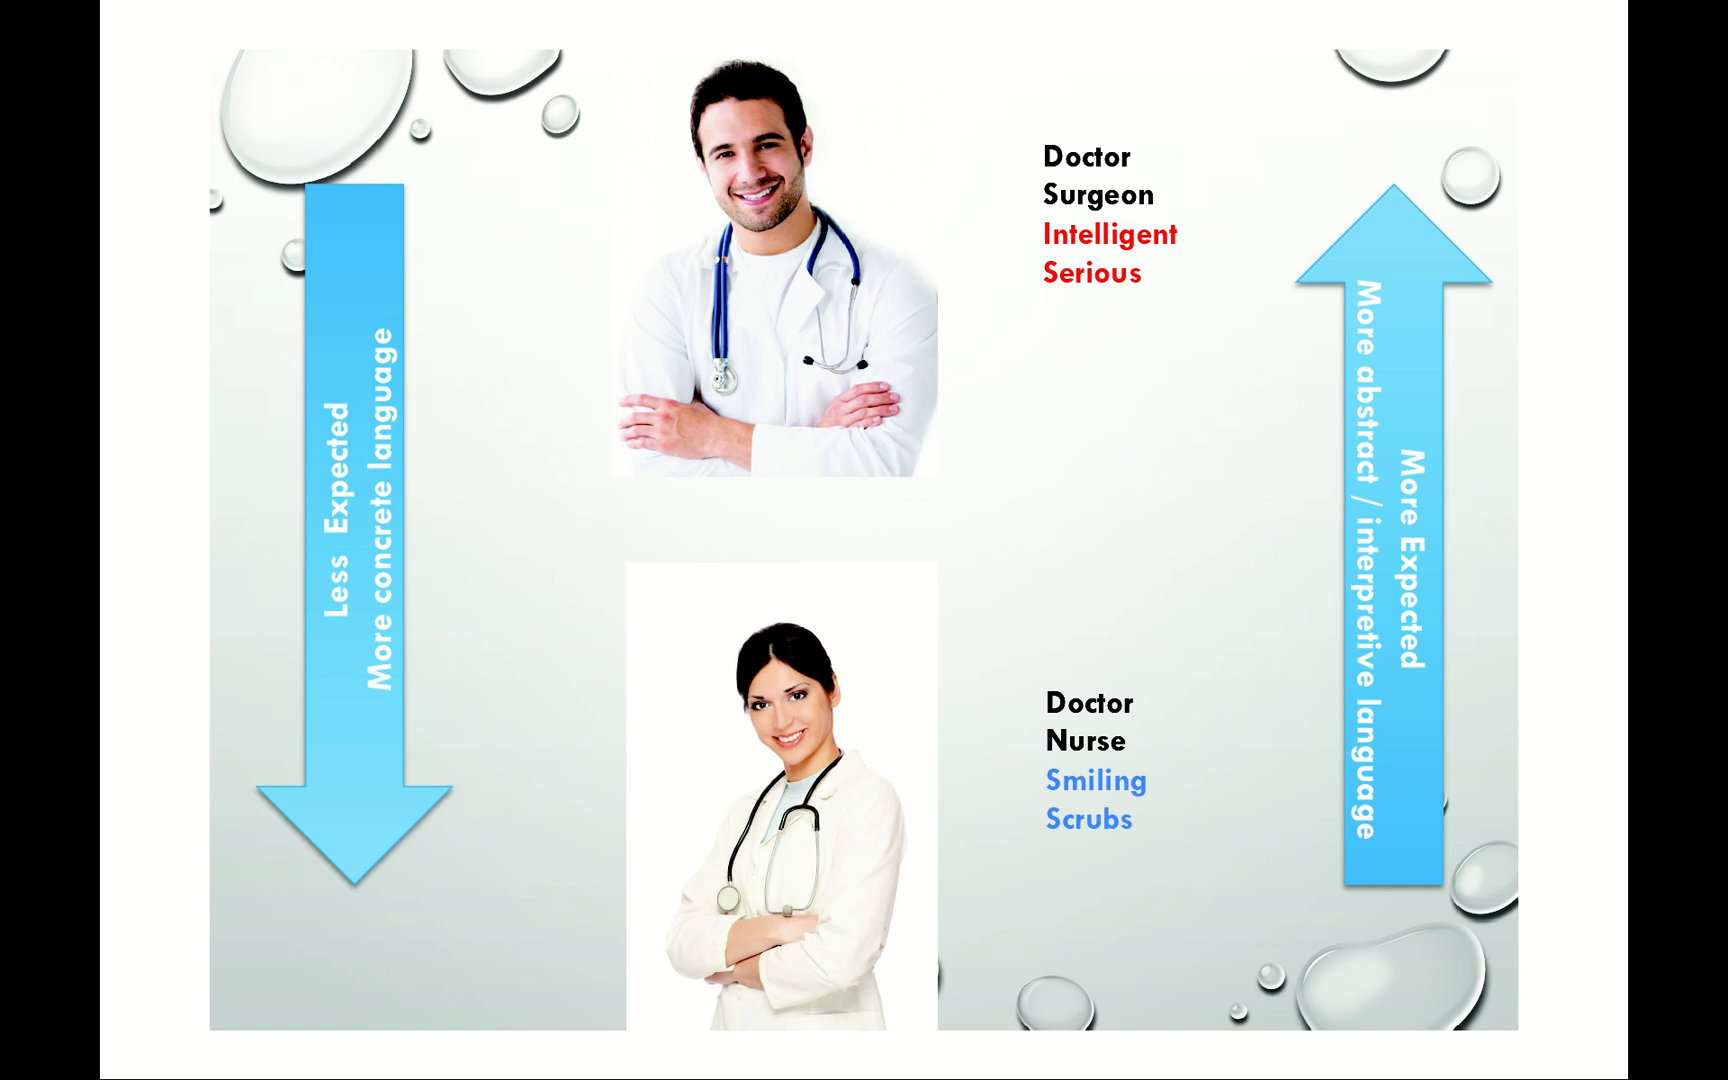 Less Expected
More concrete language
Doctor
Surgeon
Intelligent
Serious
Doctor
Nurse
Smiling
Scrubs
More Expected
More abstract / interpretive language